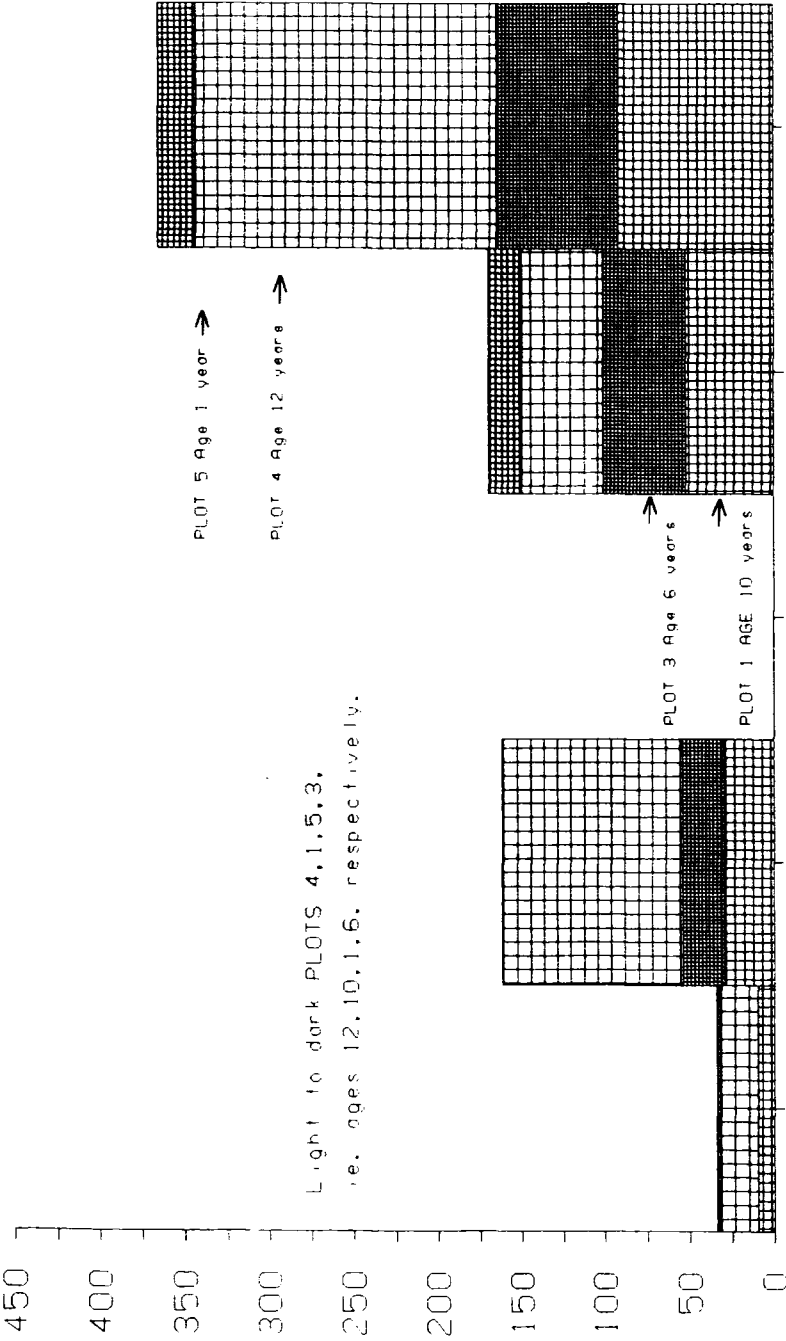 450
400
350
300
250
200
150
100
50
0
PLOT 5 Age 1 year
PLOT 4 Age 12 years
Light to dark PLOTS 4,1,5,3,
ie. ages 12,10,1,6, respectively.
PLOT 3 Age 6 years
PLOT 1 AGE 10 years